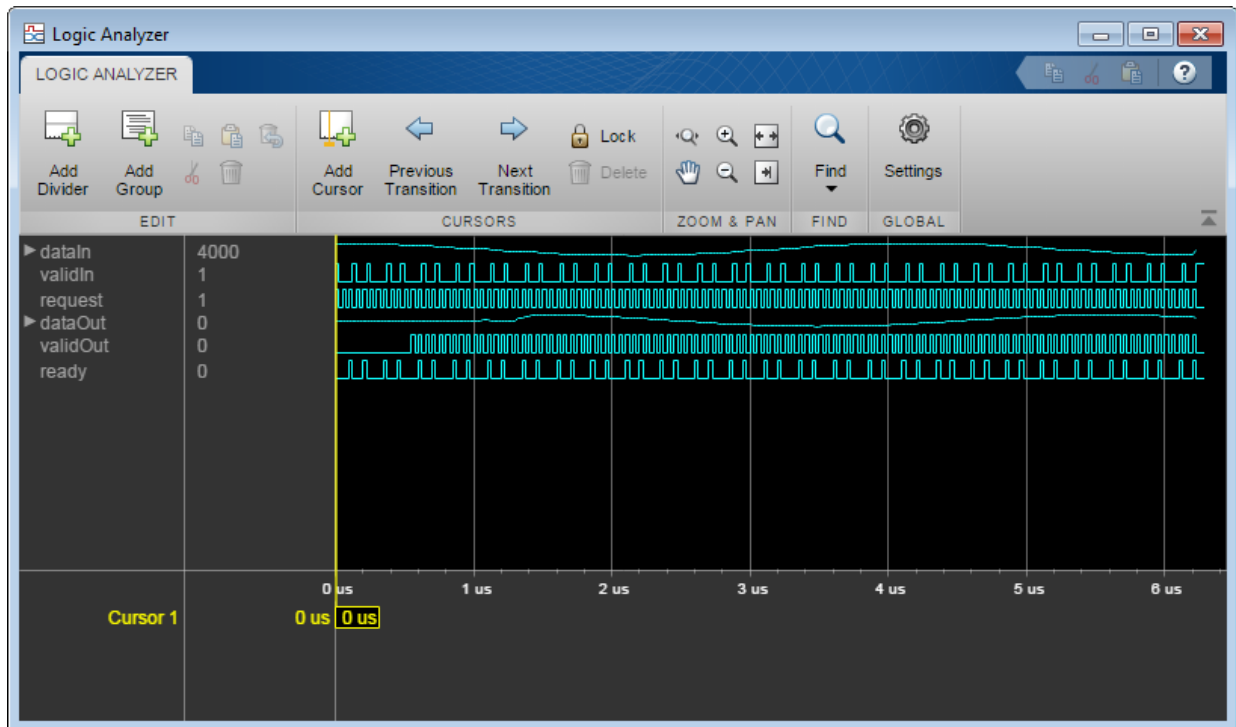 Logic Analyzer
LOGIC ANALYZER
?
Add Divider
Add Group
Add Cursor
Previous Transition
Next Transition
Lock
Delete
Find
Settings
EDIT
CURSORS
ZOOM & PAN
FIND
GLOBAL
dataIn 4000
validIn 1
request 1
dataOut 0
validOut 0
ready 0
0 us 1 us 2 us 3 us 4 us 5 us 6 us
Cursor 1 0 us 0 us